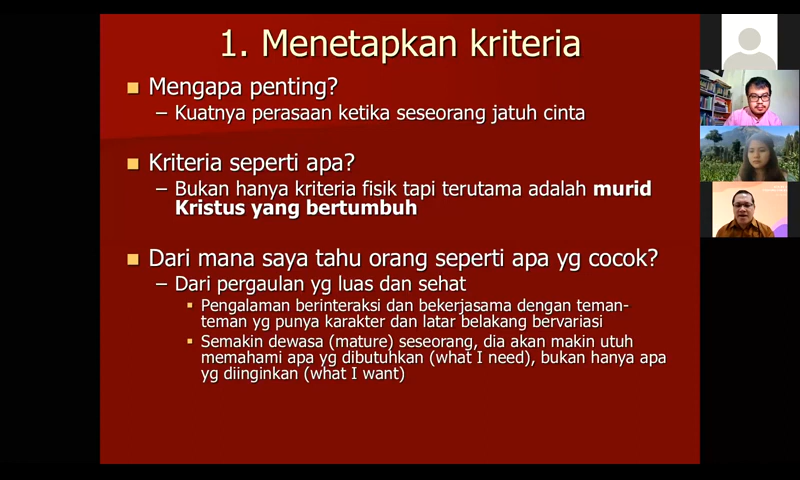 1. Menetapkan kriteria
Mengapa penting?
– Kuatnya perasaan ketika seseorang jatuh cinta
Kriteria seperti apa?
– Bukan hanya kriteria fisik tapi terutama adalah murid
Kristus yang bertumbuh
Dari mana saya tahu orang seperti apa yg cocok?
– Dari pergaulan yg luas dan sehat
Pengalaman berinteraksi dan bekerjasama dengan teman-
teman yg punya karakter dan latar belakang bervariasi
Semakin dewasa (mature) seseorang, dia akan makin utuh
memahami apa yg dibutuhkan (what I need), bukan hanya apa
yg diinginkan (what I want)